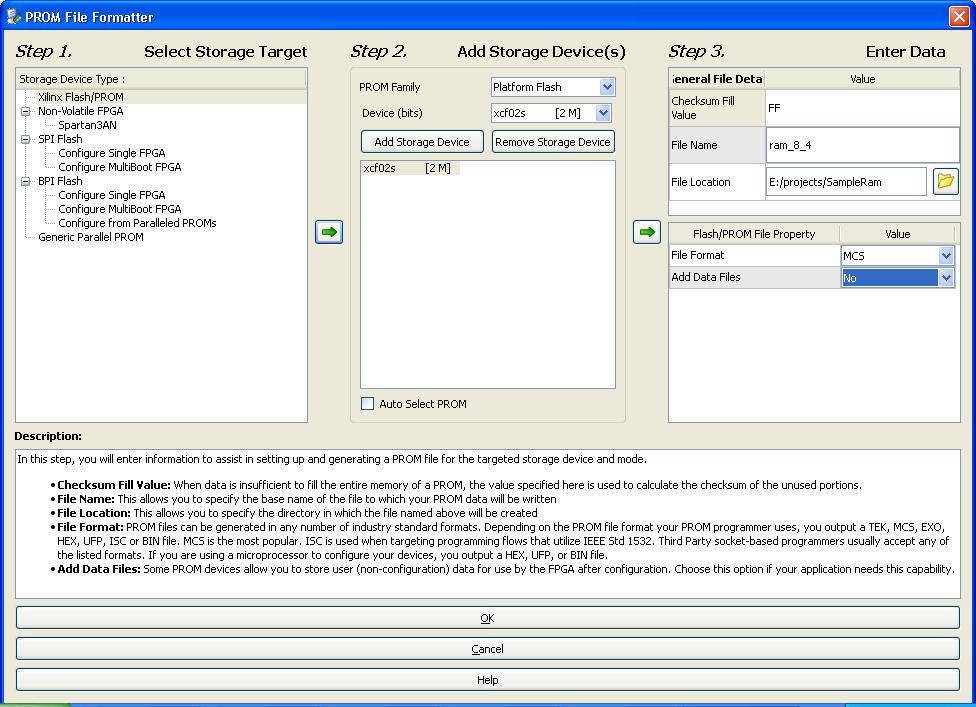 PROM File Formatter
Step 1. Select Storage Target
Storage Device Type :
Xilinx Flash/PROM
Non-Volatile FPGA
Spartan3AN
SPI Flash
Configure Single FPGA
Configure MultiBoot FPGA
BPI Flash
Configure Single FPGA
Configure MultiBoot FPGA
Configure from Paralleled PROMs
Generic Parallel PROM
Step 2. Add Storage Device(s)
PROM Family Platform Flash
Device (bits) xcf02s [2 M]
Add Storage Device Remove Storage Device
xcf02s [2 M]
Auto Select PROM
Step 3. Enter Data
eneral File Deta Value
Checksum Fill
Value FF
File Name ram_8_4
File Location E:/projects/SampleRam
Flash/PROM File Property Value
File Format MCS
Add Data Files No
Description:
In this step, you will enter information to assist in setting up and generating a PROM file for the targeted storage device and mode.
• Checksum Fill Value: When data is insufficient to fill the entire memory of a PROM, the value specified here is used to calculate the checksum of the unused portions.
• File Name: This allows you to specify the base name of the file to which your PROM data will be written
• File Location: This allows you to specify the directory in which the file named above will be created
• File Format: PROM files can be generated in any number of industry standard formats. Depending on the PROM file format your PROM programmer uses, you output a TEK, MCS, EXO,
HEX, UFP, ISC or BIN file. MCS is the most popular. ISC is used when targeting programming flows that utilize IEEE Std 1532. Third Party socket-based programmers usually accept any of
the listed formats. If you are using a microprocessor to configure your devices, you output a HEX, UFP, or BIN file.
• Add Data Files: Some PROM devices allow you to store user (non-configuration) data for use by the FPGA after configuration. Choose this option if your application needs this capability.
OK
Cancel
Help